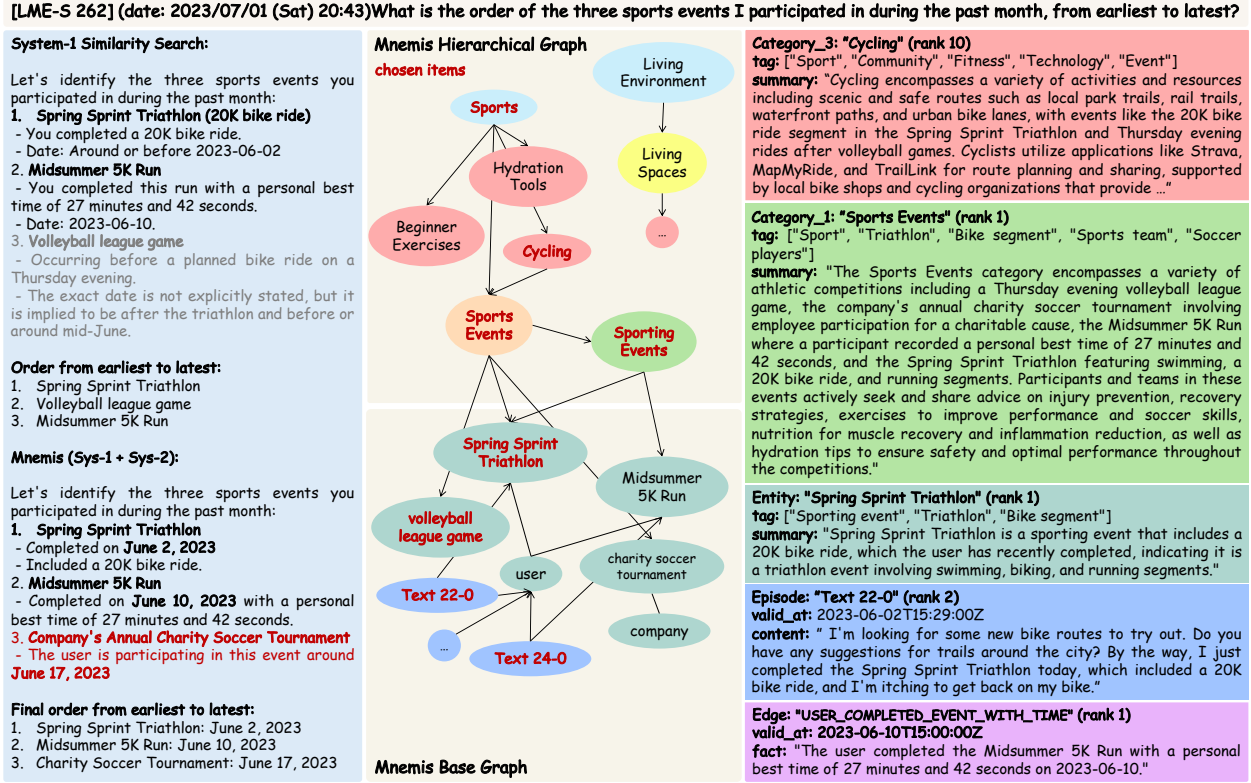 [LME-S 262] (date: 2023/07/01 (Sat) 20:43)What is the order of the three sports events I participated in during the past month, from earliest to latest?
System-1 Similarity Search:
Let's identify the three sports events you
participated in during the past month:
1. Spring Sprint Triathlon (20K bike ride)
- You completed a 20K bike ride.
- Date: Around or before 2023-06-02
2. Midsummer 5K Run
- You completed this run with a personal best
time of 27 minutes and 42 seconds.
- Date: 2023-06-10.
3. Volleyball league game
- Occurring before a planned bike ride on a
Thursday evening.
- The exact date is not explicitly stated, but it
is implied to be after the triathlon and before or
around mid-June.
Order from earliest to latest:
1. Spring Sprint Triathlon
2. Volleyball league game
3. Midsummer 5K Run
Mnemis (Sys-1 + Sys-2):
Let's identify the three sports events you
participated in during the past month:
1. Spring Sprint Triathlon
- Completed on June 2, 2023
- Included a 20K bike ride.
2. Midsummer 5K Run
- Completed on June 10, 2023 with a personal
best time of 27 minutes and 42 seconds.
3. Company's Annual Charity Soccer Tournament
- The user is participating in this event around
June 17, 2023
Final order from earliest to latest:
1. Spring Sprint Triathlon: June 2, 2023
2. Midsummer 5K Run: June 10, 2023
3. Charity Soccer Tournament: June 17, 2023
Mnemis Hierarchical Graph
chosen items
Living
Environment
Sports
Hydration
Tools
Living
Spaces
Beginner
Exercises
Cycling
...
Sports
Events
Sporting
Events
Spring Sprint
Triathlon
Midsummer
5K Run
volleyball
league game
charity soccer
tournament
user
Text 22-0
company
...
Text 24-0
Mnemis Base Graph
Category_3: "Cycling" (rank 10)
tag: ["Sport", "Community", "Fitness", "Technology", "Event"]
summary: "Cycling encompasses a variety of activities and resources
including scenic and safe routes such as local park trails, rail trails,
waterfront paths, and urban bike lanes, with events like the 20K bike
ride segment in the Spring Sprint Triathlon and Thursday evening
rides after volleyball games. Cyclists utilize applications like Strava,
MapMyRide, and TrailLink for route planning and sharing, supported
by local bike shops and cycling organizations that provide ..."
Category_1: "Sports Events" (rank 1)
tag: ["Sport", "Triathlon", "Bike segment", "Sports team", "Soccer
players"]
summary: "The Sports Events category encompasses a variety of
athletic competitions including a Thursday evening volleyball league
game, the company's annual charity soccer tournament involving
employee participation for a charitable cause, the Midsummer 5K Run
where a participant recorded a personal best time of 27 minutes and
42 seconds, and the Spring Sprint Triathlon featuring swimming, a
20K bike ride, and running segments. Participants and teams in these
events actively seek and share advice on injury prevention, recovery
strategies, exercises to improve performance and soccer skills,
nutrition for muscle recovery and inflammation reduction, as well as
hydration tips to ensure safety and optimal performance throughout
the competitions."
Entity: "Spring Sprint Triathlon" (rank 1)
tag: ["Sporting event", "Triathlon", "Bike segment"]
summary: "Spring Sprint Triathlon is a sporting event that includes a
20K bike ride, which the user has recently completed, indicating it is
a triathlon event involving swimming, biking, and running segments."
Episode: "Text 22-0" (rank 2)
valid_at: 2023-06-02T15:29:00Z
content: " I'm looking for some new bike routes to try out. Do you
have any suggestions for trails around the city? By the way, I just
completed the Spring Sprint Triathlon today, which included a 20K
bike ride, and I'm itching to get back on my bike."
Edge: "USER_COMPLETED_EVENT_WITH_TIME" (rank 1)
valid_at: 2023-06-10T15:00:00Z
fact: "The user completed the Midsummer 5K Run with a personal
best time of 27 minutes and 42 seconds on 2023-06-10."